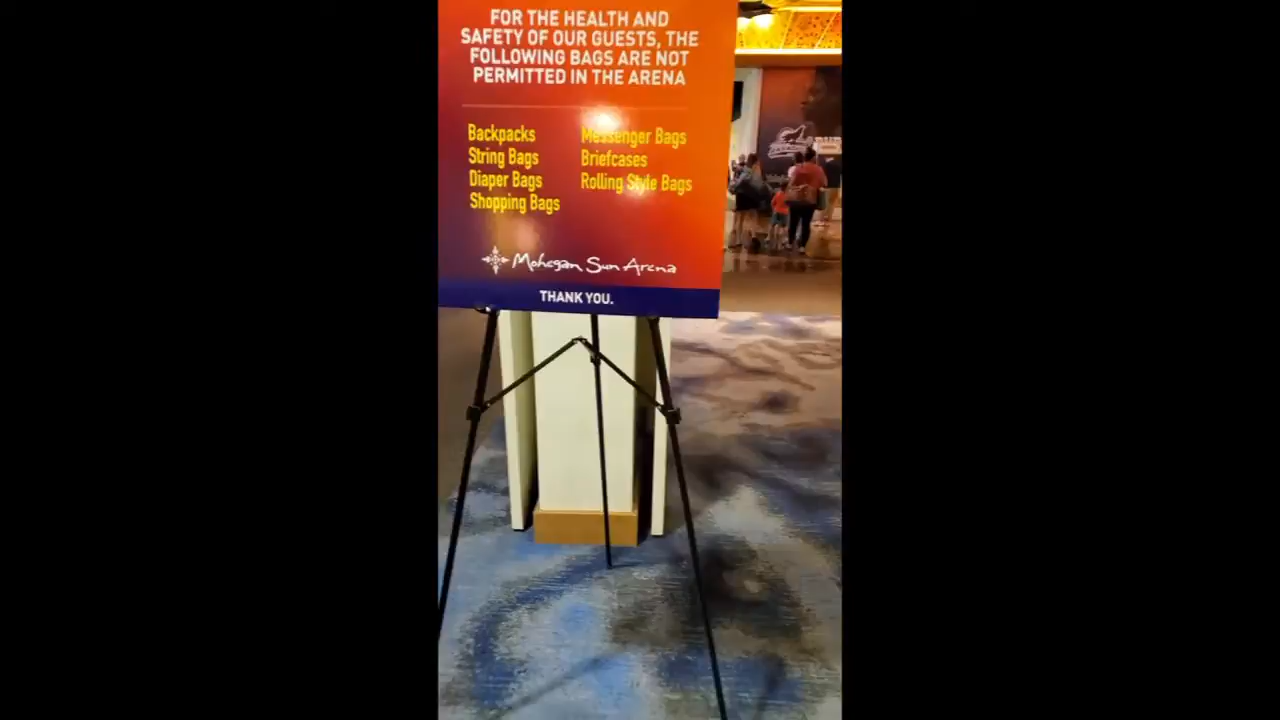 FOR THE HEALTH AND
SAFETY OF OUR GUESTS, THE
FOLLOWING BAGS ARE NOT
PERMITTED IN THE ARENA
Backpacks
String Bags
Diaper Bags
Shopping Bags
Messenger Bags
Briefcases
Rolling Style Bags
Mohegan Sun Arena
THANK YOU.